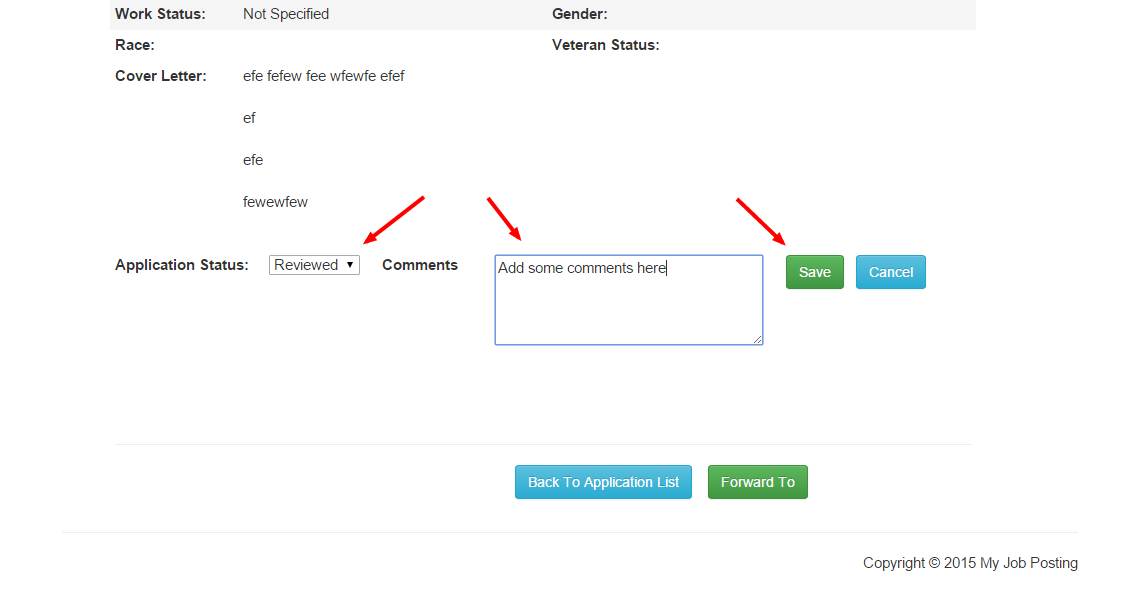 Work Status: Not Specified Gender:
Race: Veteran Status:
Cover Letter: efe fefew fee wfewfe efef
ef
efe
fewewfew
Application Status: Reviewed Comments Add some comments here Save Cancel
Back To Application List Forward To
Copyright © 2015 My Job Posting